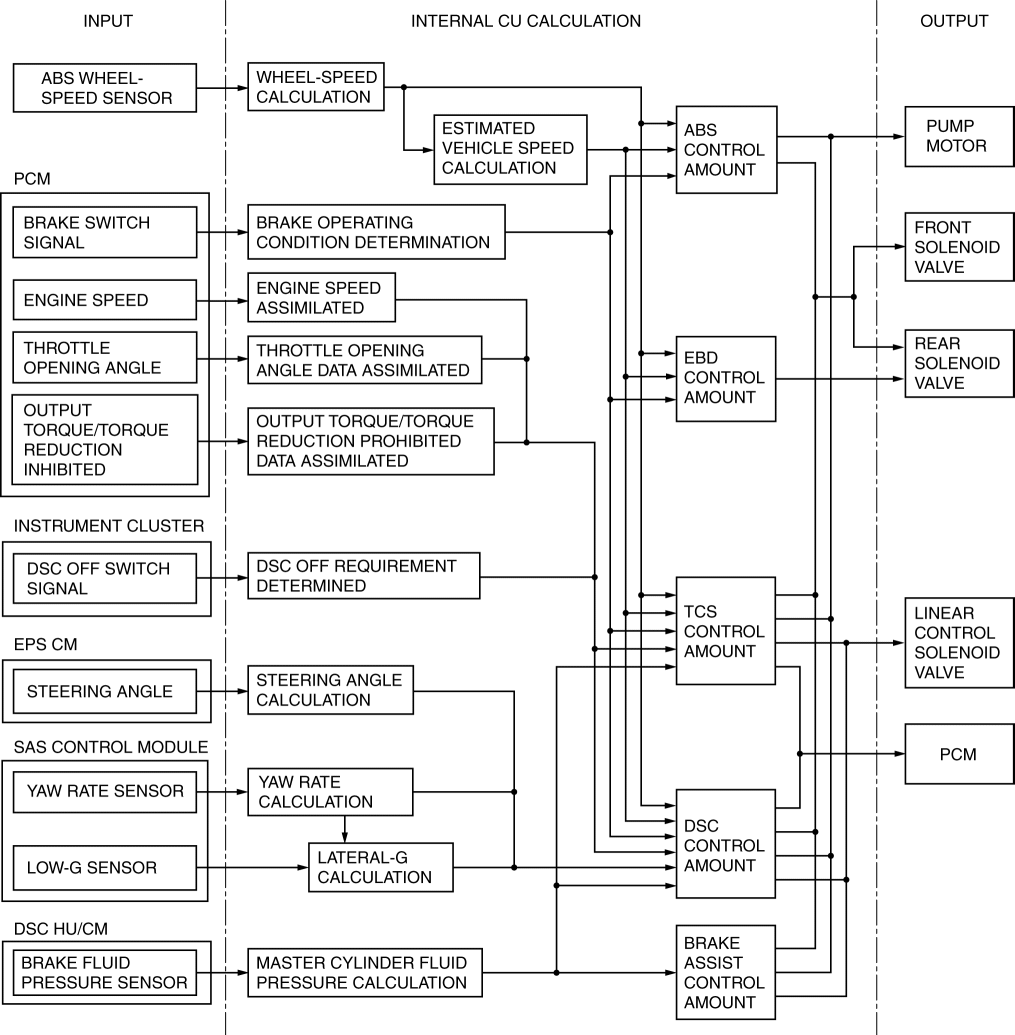 INPUT
INTERNAL CU CALCULATION
OUTPUT
ABS WHEEL-
SPEED SENSOR
WHEEL-SPEED
CALCULATION
ESTIMATED
VEHICLE SPEED
CALCULATION
ABS
CONTROL
AMOUNT
PUMP
MOTOR
PCM
BRAKE SWITCH
SIGNAL
BRAKE OPERATING
CONDITION DETERMINATION
FRONT
SOLENOID
VALVE
ENGINE SPEED
ENGINE SPEED
ASSIMILATED
THROTTLE
OPENING ANGLE
THROTTLE OPENING
ANGLE DATA ASSIMILATED
EBD
CONTROL
AMOUNT
REAR
SOLENOID
VALVE
OUTPUT
TORQUE/TORQUE
REDUCTION
INHIBITED
OUTPUT TORQUE/TORQUE
REDUCTION PROHIBITED
DATA ASSIMILATED
INSTRUMENT CLUSTER
DSC OFF SWITCH
SIGNAL
DSC OFF REQUIREMENT
DETERMINED
TCS
CONTROL
AMOUNT
LINEAR
CONTROL
SOLENOID
VALVE
EPS CM
STEERING ANGLE
STEERING ANGLE
CALCULATION
SAS CONTROL MODULE
YAW RATE SENSOR
YAW RATE
CALCULATION
PCM
LOW-G SENSOR
LATERAL-G
CALCULATION
DSC
CONTROL
AMOUNT
DSC HU/CM
BRAKE FLUID
PRESSURE SENSOR
MASTER CYLINDER FLUID
PRESSURE CALCULATION
BRAKE
ASSIST
CONTROL
AMOUNT